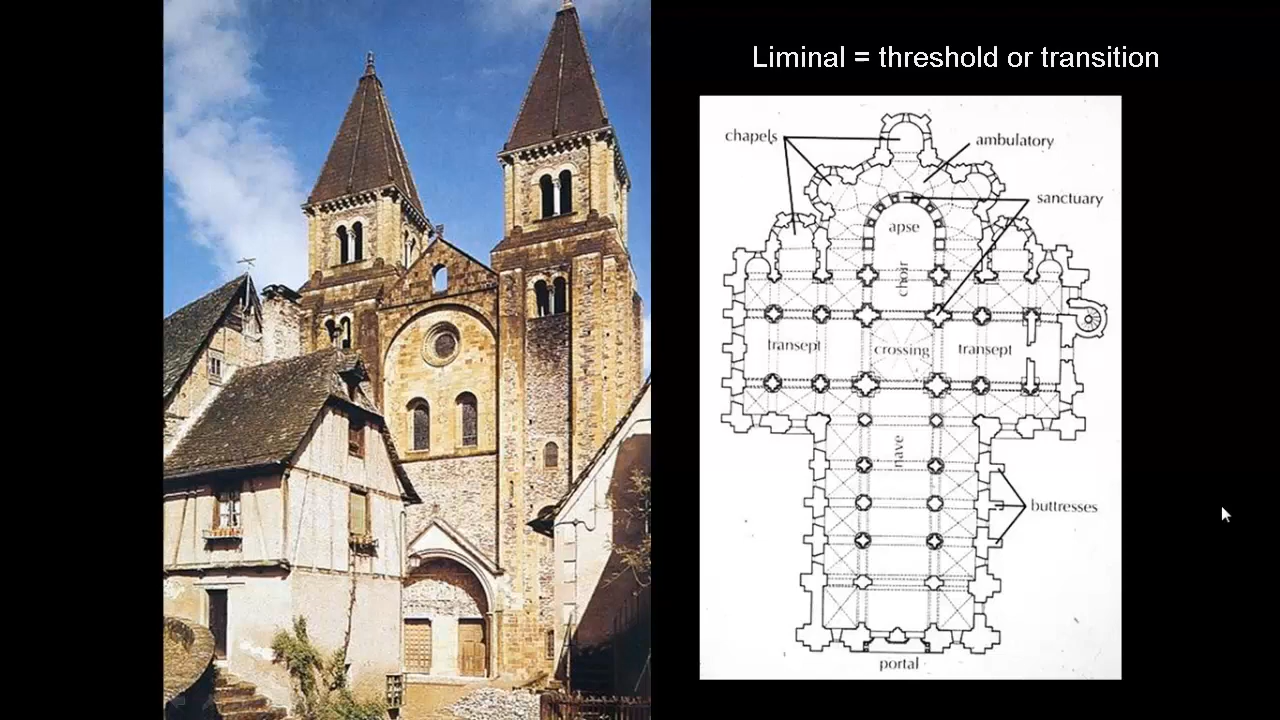 Liminal = threshold or transition
chapels
ambulatory
sanctuary
apse
choir
transept
crossing
transept
nave
buttresses
portal